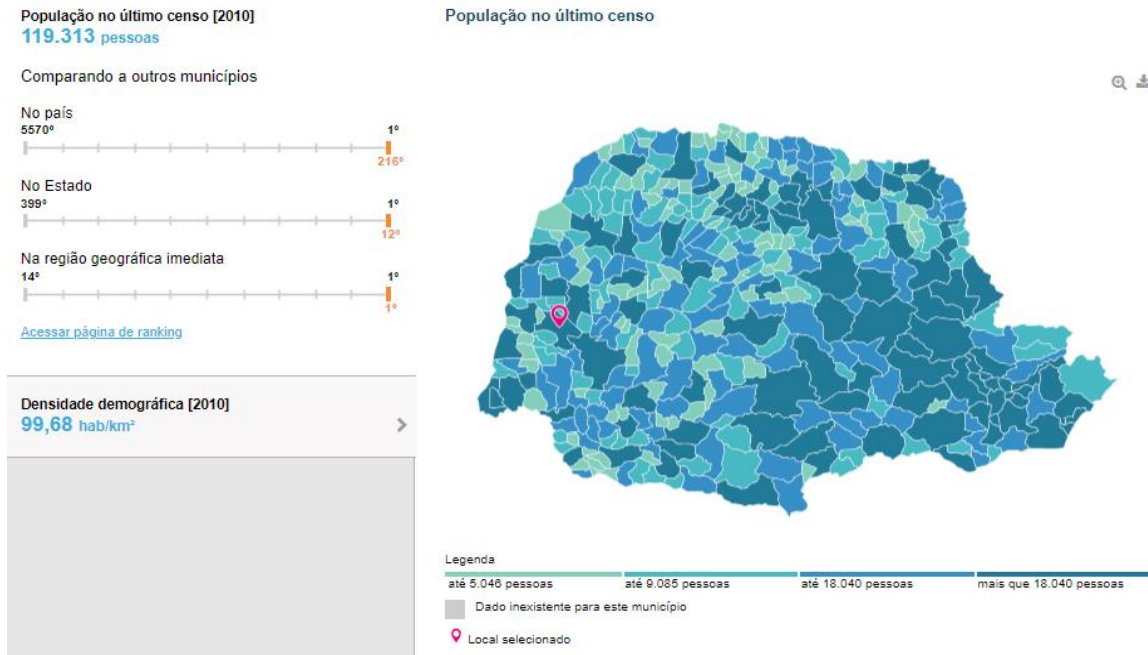 População no último censo [2010]
119.313 pessoas
Comparando a outros municípios
No país
5570º 1º
216º
No Estado
399º 1º
12º
Na região geográfica imediata
14º 1º
1º
Acessar página de ranking
Densidade demográfica [2010]
99,68 hab/km²
População no último censo
Legenda
até 5.046 pessoas até 9.085 pessoas até 18.040 pessoas mais que 18.040 pessoas
Dado inexistente para este município
Local selecionado